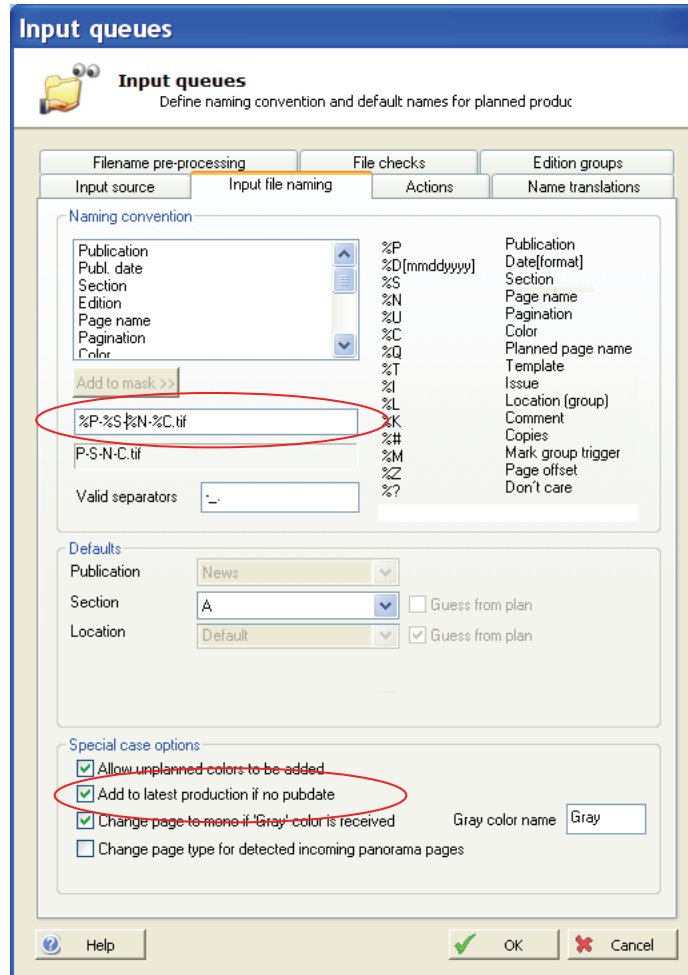 Input queues
Input queues
Define naming convention and default names for planned produc
Filename pre-processing File checks Edition groups
Input source Input file naming Actions Name translations
Naming convention
Publication
Publ. date
Section
Edition
Page name
Pagination
Color
Add to mask >>
%P-%S-%N-%C.tif
P-S-N-C.tif
Valid separators -_.
%P Publication
%D[mmddyyyy] Date[format]
%S Section
%N Page name
%U Pagination
%C Color
%Q Planned page name
%T Template
%I Issue
%L Location (group)
%K Comment
%# Copies
%M Mark group trigger
%Z Page offset
%? Don´t care
Defaults
Publication News
Section A Guess from plan
Location Default Guess from plan
Special case options
Allow unplanned colors to be added
Add to latest production if no pubdate
Change page to mono if 'Gray' color is received Gray color name Gray
Change page type for detected incoming panorama pages
Help OK Cancel